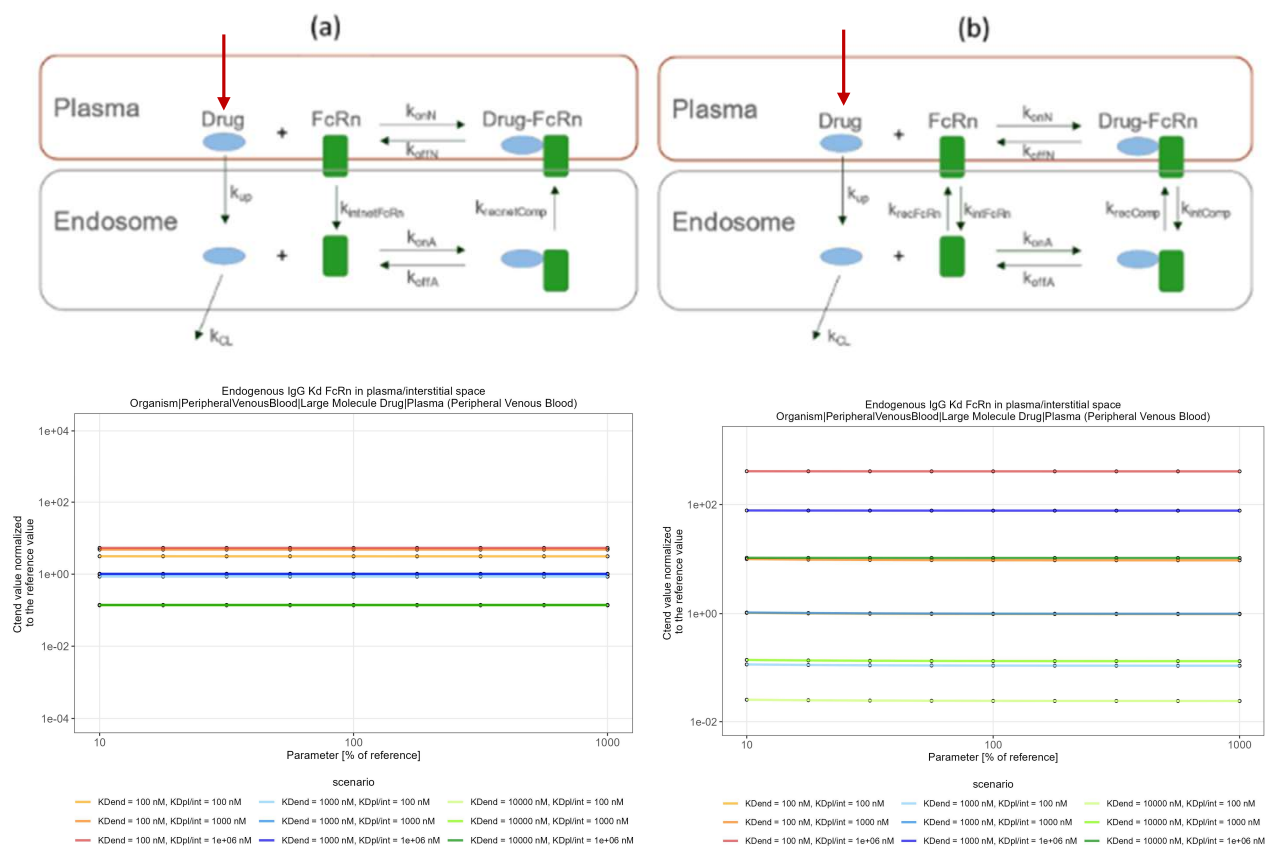 (a)
Plasma
Drug
+
FcRn
konN
koffN
Drug-FcRn
kup
kintnetFcRn
krecnetComp
Endosome
+
konA
koffA
kCL
(b)
Plasma
Drug
+
FcRn
konN
koffN
Drug-FcRn
kup
krecFcRn
kintFcRn
krecComp
kintComp
Endosome
+
konA
koffA
kCL
Endogenous IgG Kd FcRn in plasma/interstitial space
Organism|PeripheralVenousBlood|Large Molecule Drug|Plasma (Peripheral Venous Blood)
Ctend value normalized
to the reference value
1e+04
1e+02
1e+00
1e-02
1e-04
10
100
1000
Parameter [% of reference]
scenario
KDend = 100 nM, KDpl/int = 100 nM
KDend = 1000 nM, KDpl/int = 100 nM
KDend = 10000 nM, KDpl/int = 100 nM
KDend = 100 nM, KDpl/int = 1000 nM
KDend = 1000 nM, KDpl/int = 1000 nM
KDend = 10000 nM, KDpl/int = 1000 nM
KDend = 100 nM, KDpl/int = 1e+06 nM
KDend = 1000 nM, KDpl/int = 1e+06 nM
KDend = 10000 nM, KDpl/int = 1e+06 nM
Endogenous IgG Kd FcRn in plasma/interstitial space
Organism|PeripheralVenousBlood|Large Molecule Drug|Plasma (Peripheral Venous Blood)
Ctend value normalized
to the reference value
1e+02
1e+00
1e-02
10
100
1000
Parameter [% of reference]
scenario
KDend = 100 nM, KDpl/int = 100 nM
KDend = 1000 nM, KDpl/int = 100 nM
KDend = 10000 nM, KDpl/int = 100 nM
KDend = 100 nM, KDpl/int = 1000 nM
KDend = 1000 nM, KDpl/int = 1000 nM
KDend = 10000 nM, KDpl/int = 1000 nM
KDend = 100 nM, KDpl/int = 1e+06 nM
KDend = 1000 nM, KDpl/int = 1e+06 nM
KDend = 10000 nM, KDpl/int = 1e+06 nM